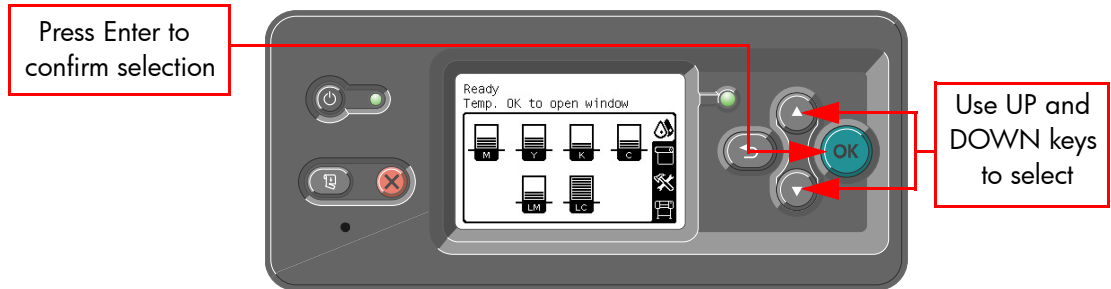 Press Enter to
confirm selection
Ready
Temp. OK to open window
M Y K C
LM LC
OK
Use UP and
DOWN keys
to select